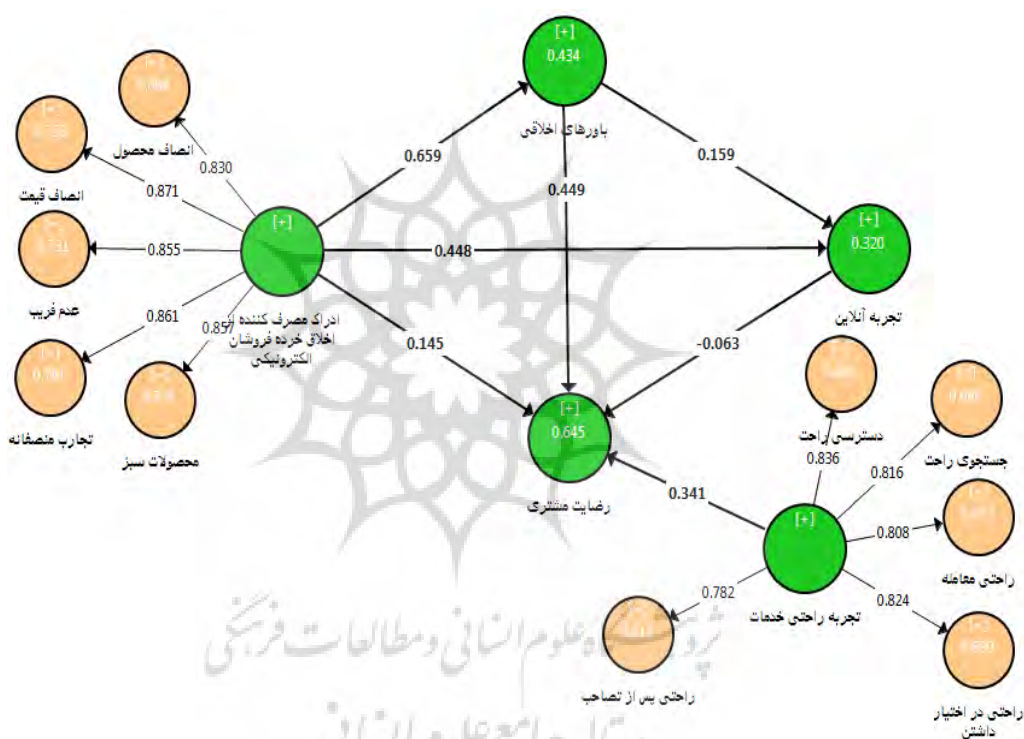 [+]
0.434
باورهای اخلاقی
انصاف محصول
0.830
انصاف قیمت
0.871
0.659
0.159
0.449
[+]
[+]
0.320
0.855
0.448
عدم فریب
ادراک مصرف کننده از
اخلاق خرده فروشان
الکترونیکی
تجربه آنلاین
0.861
0.857
0.145
-0.063
تجارب منصفانه
محصولات سبز
[+]
0.645
رضایت مشتری
دسترسی راحت
0.836
جستجوی راحت
0.816
0.341
[+]
0.808
راحتی معامله
تجربه راحتی خدمات
0.782
0.824
راحتی پس از تصاحب
راحتی در اختیار
داشتن
علوم انسانی و مطالعات فرهنگی